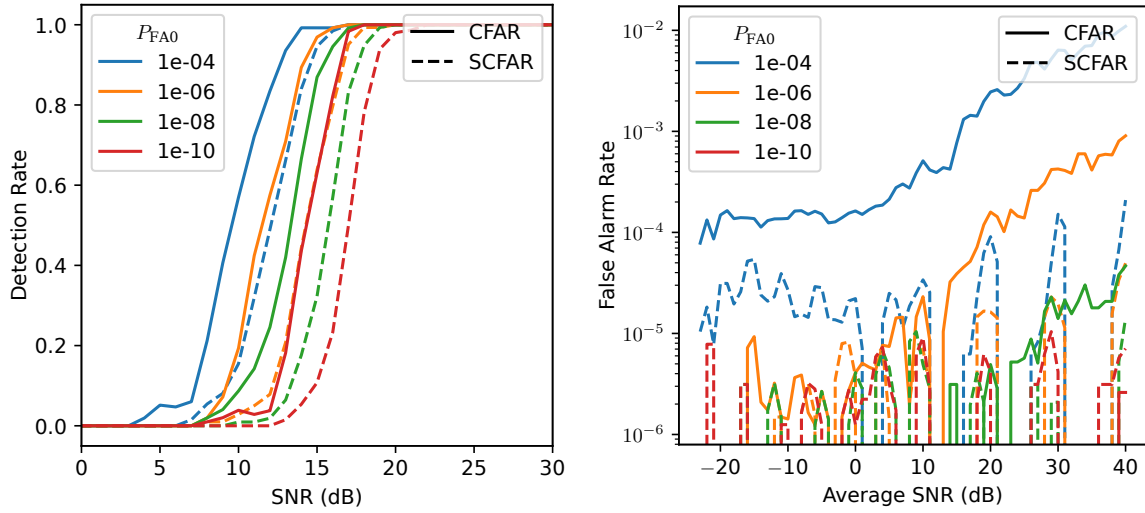 1.0
0.8
0.6
0.4
0.2
0.0
Detection Rate
P_FA0
1e-04
1e-06
1e-08
1e-10
CFAR
SCFAR
0 5 10 15 20 25 30
SNR (dB)
10⁻²
10⁻³
10⁻⁴
10⁻⁵
10⁻⁶
False Alarm Rate
P_FA0
1e-04
1e-06
1e-08
1e-10
CFAR
SCFAR
−20 −10 0 10 20 30 40
Average SNR (dB)